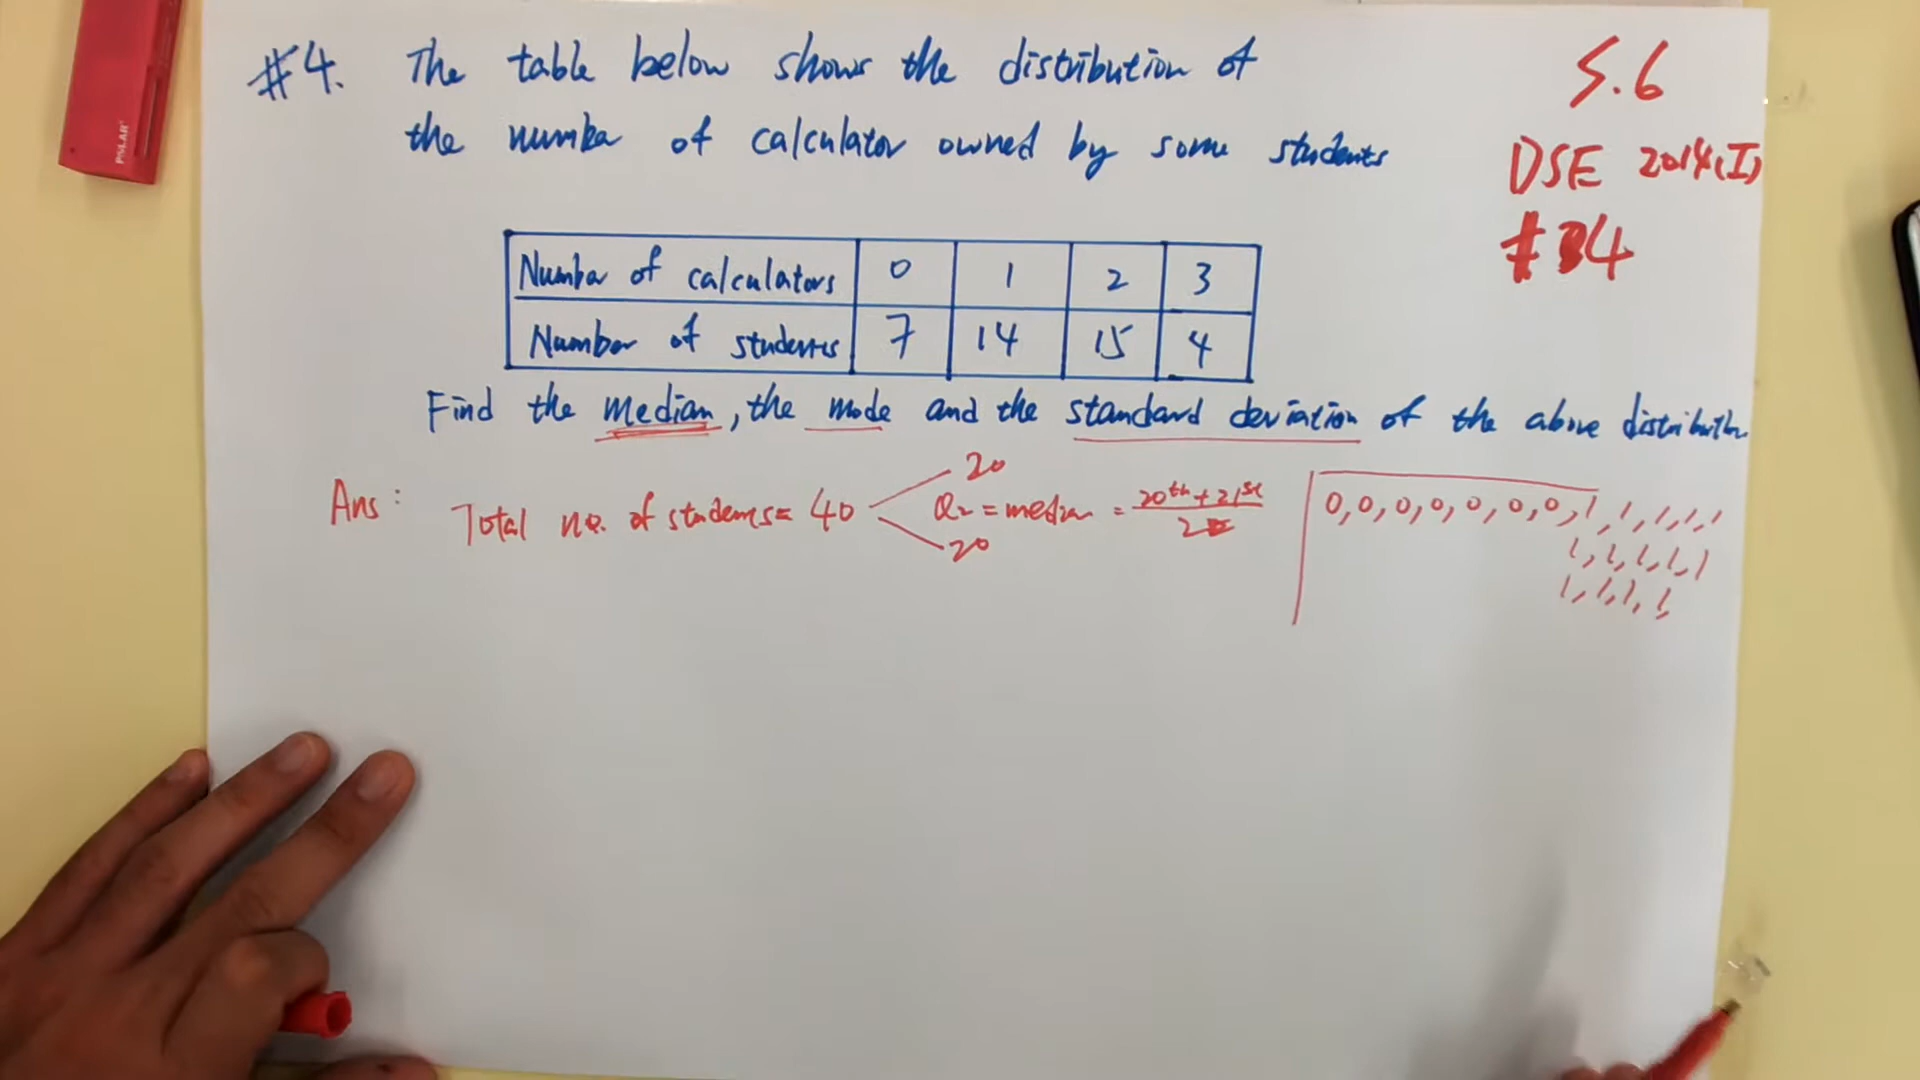 #4. The table below shows the distribution of
the number of calculator owned by some students
S.6
DSE 2014(I)
#4
Number of calculators 0 1 2 3
Number of students 7 14 15 4
Find the median, the mode and the standard deviation of the above distribution
Ans: Total no. of students = 40
20
20
Q2 = median = 20th + 21st / 2
0, 0, 0, 0, 0, 0, 0, 1, 1, 1, 1, 1
1, 1, 1, 1, 1
1, 1, 1, 1,
POLAR